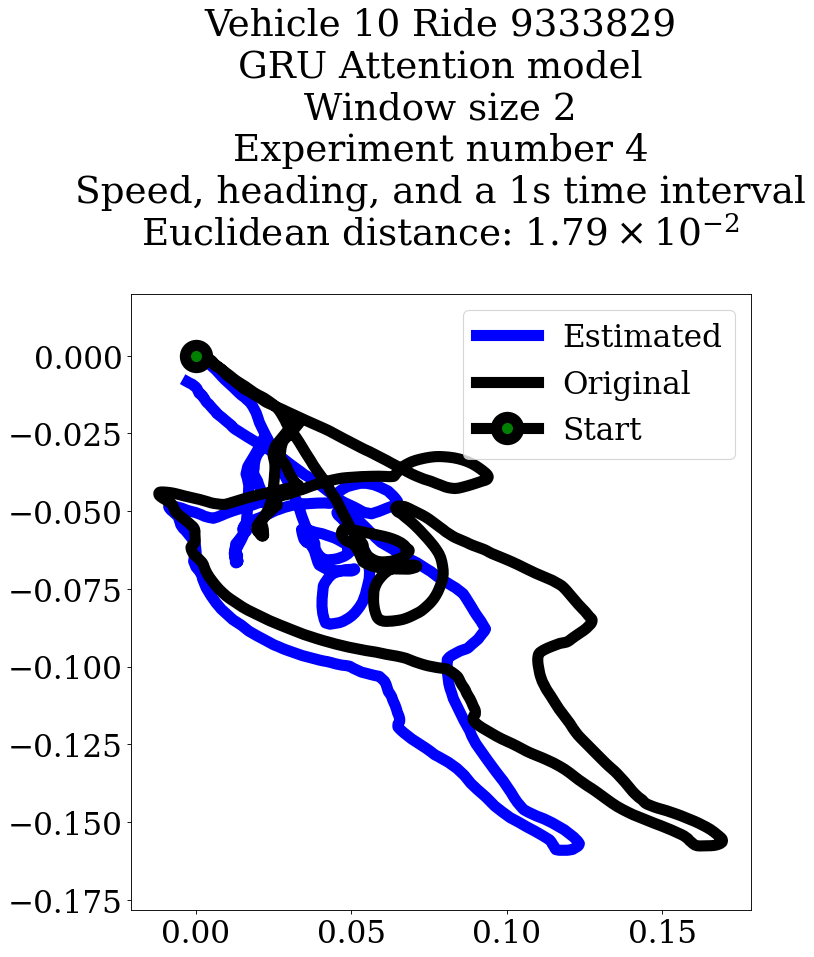 Vehicle 10 Ride 9333829
GRU Attention model
Window size 2
Experiment number 4
Speed, heading, and a 1s time interval
Euclidean distance: 1.79 × 10⁻²
Estimated
Original
Start
0.000
−0.025
−0.050
−0.075
−0.100
−0.125
−0.150
−0.175
0.00 0.05 0.10 0.15